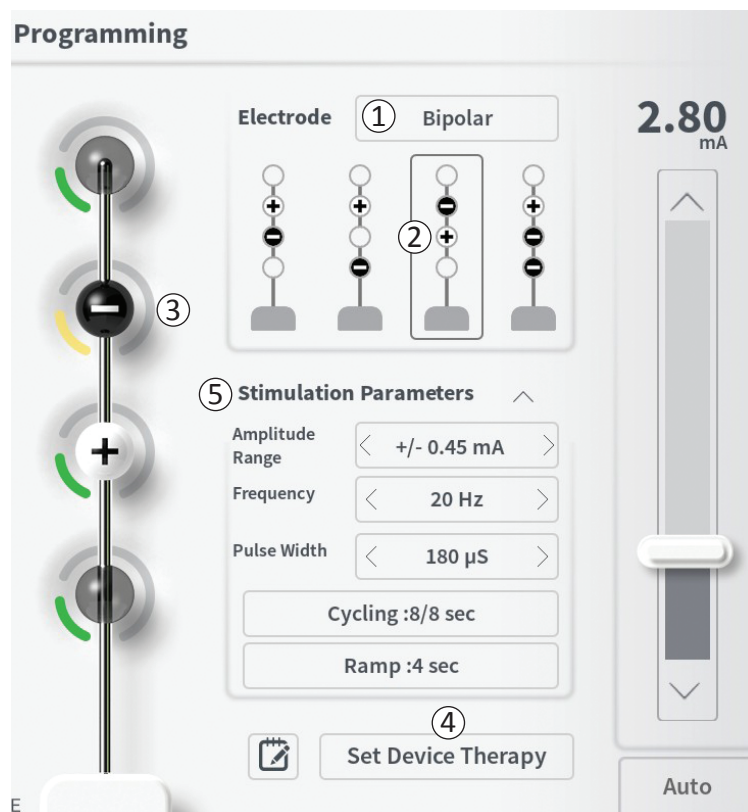 Programming
Electrode
① Bipolar
2.80
mA
②
③
⑤ Stimulation Parameters
Amplitude
Range
+/- 0.45 mA
Frequency
20 Hz
Pulse Width
180 µS
Cycling :8/8 sec
Ramp :4 sec
④
Set Device Therapy
Auto
E